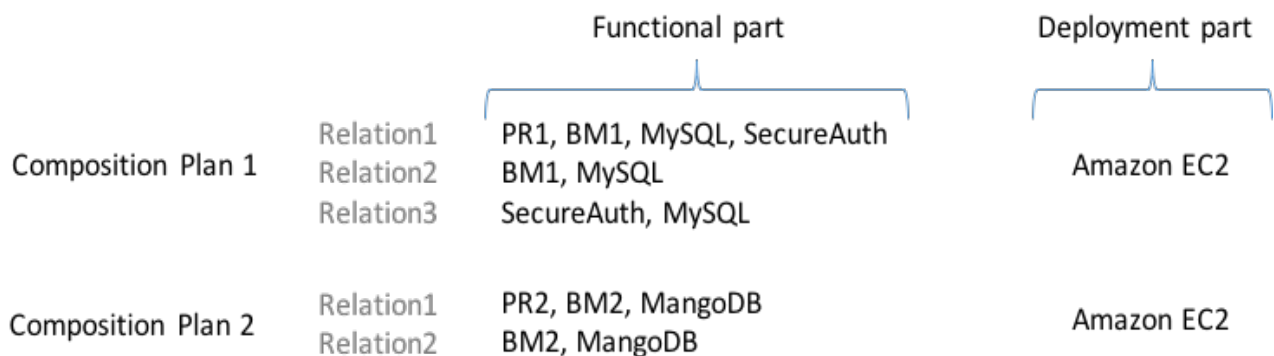 Functional part Deployment part
Relation1 PR1, BM1, MySQL, SecureAuth
Composition Plan 1 Relation2 BM1, MySQL Amazon EC2
Relation3 SecureAuth, MySQL
Relation1 PR2, BM2, MangoDB
Composition Plan 2 Amazon EC2
Relation2 BM2, MangoDB